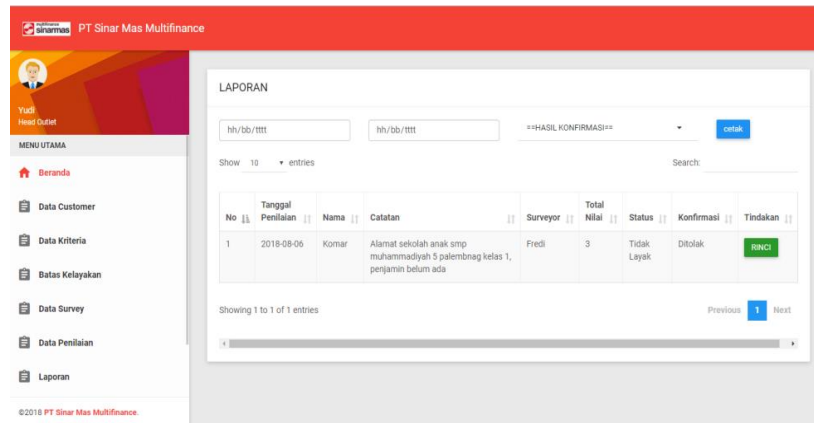 multifinance
sinarmas PT Sinar Mas Multifinance
Yudi
Head Outlet
MENU UTAMA
Beranda
Data Customer
Data Kriteria
Batas Kelayakan
Data Survey
Data Penilaian
Laporan
©2018 PT Sinar Mas Multifinance.
LAPORAN
hh/bb/tttt hh/bb/tttt ==HASIL KONFIRMASI== cetak
Show 10 entries Search:
No Tanggal Penilaian Nama Catatan Surveyor Total Nilai Status Konfirmasi Tindakan
1 2018-08-06 Komar Alamat sekolah anak smp Fredi 3 Tidak Ditolak RINCI
muhammadiyah 5 palembnag kelas 1, Layak
penjamin belum ada
Showing 1 to 1 of 1 entries Previous 1 Next